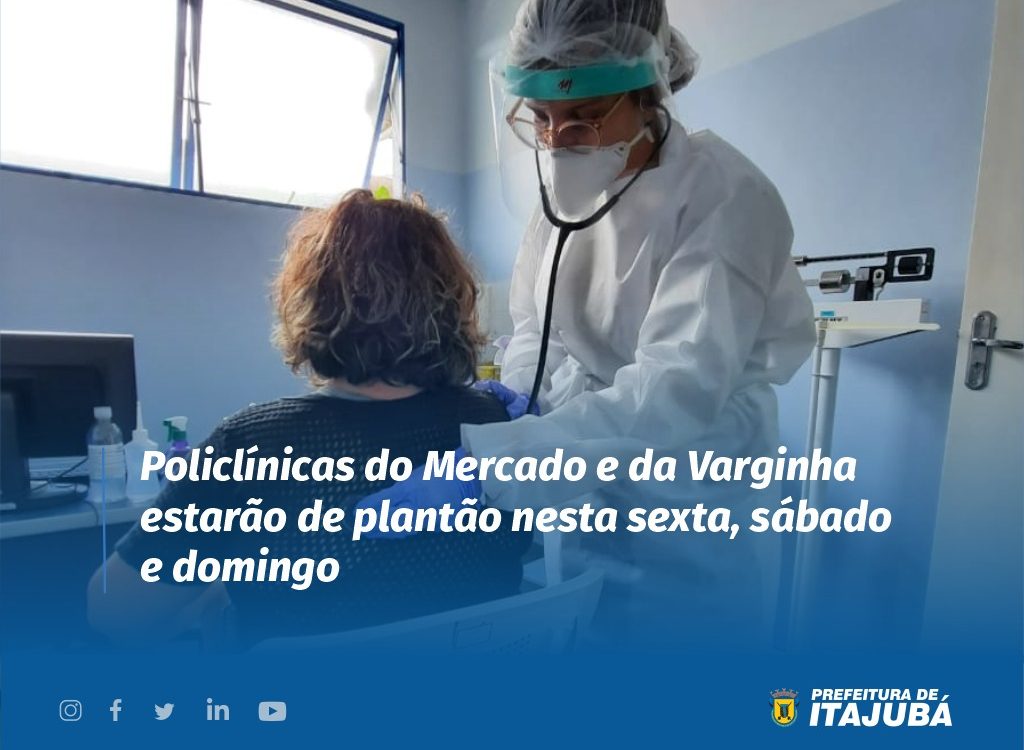 Policlínicas do Mercado e da Varginha
estarão de plantão nesta sexta, sábado
e domingo
PREFEITURA DE
ITAJUBÁ